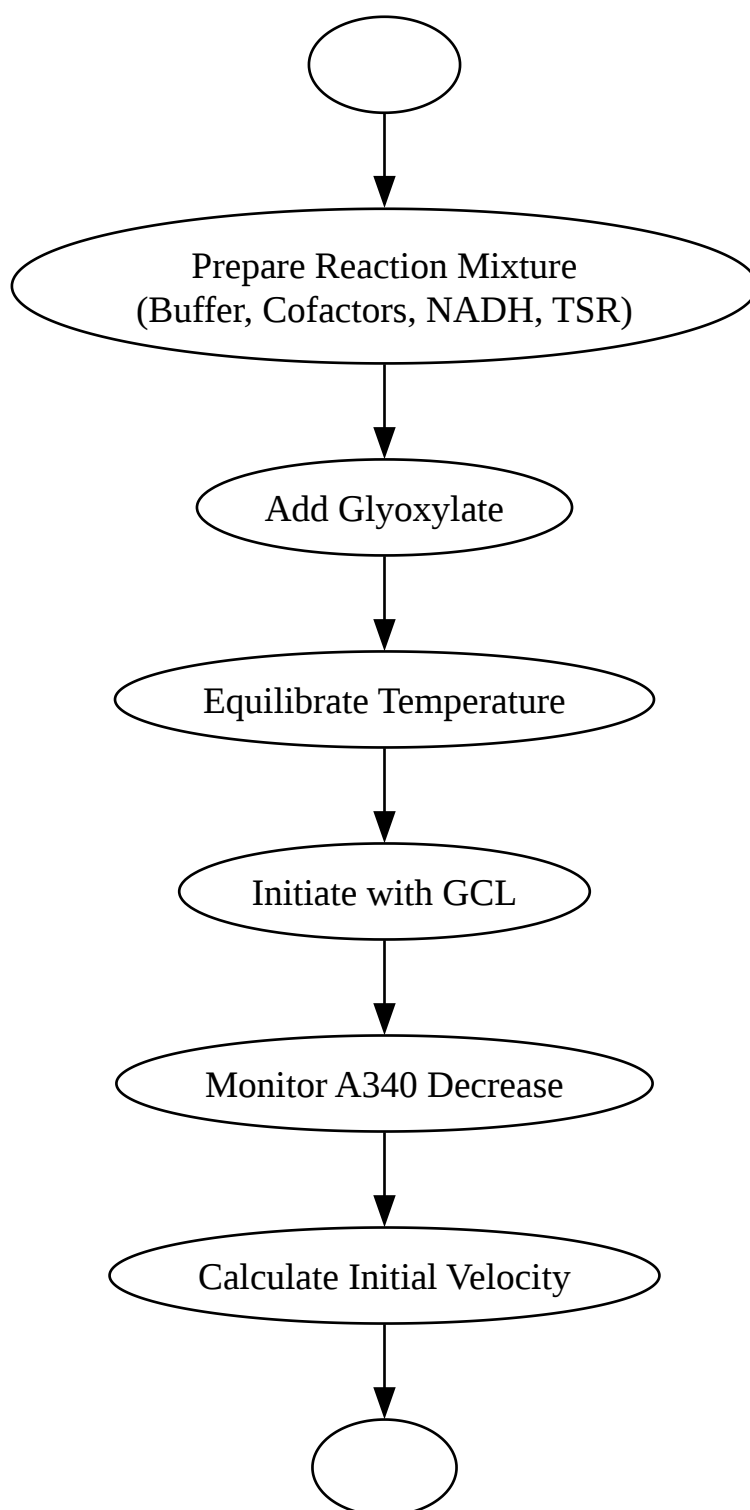 Prepare Reaction Mixture
(Buffer, Cofactors, NADH, TSR)
Add Glyoxylate
Equilibrate Temperature
Initiate with GCL
Monitor A340 Decrease
Calculate Initial Velocity